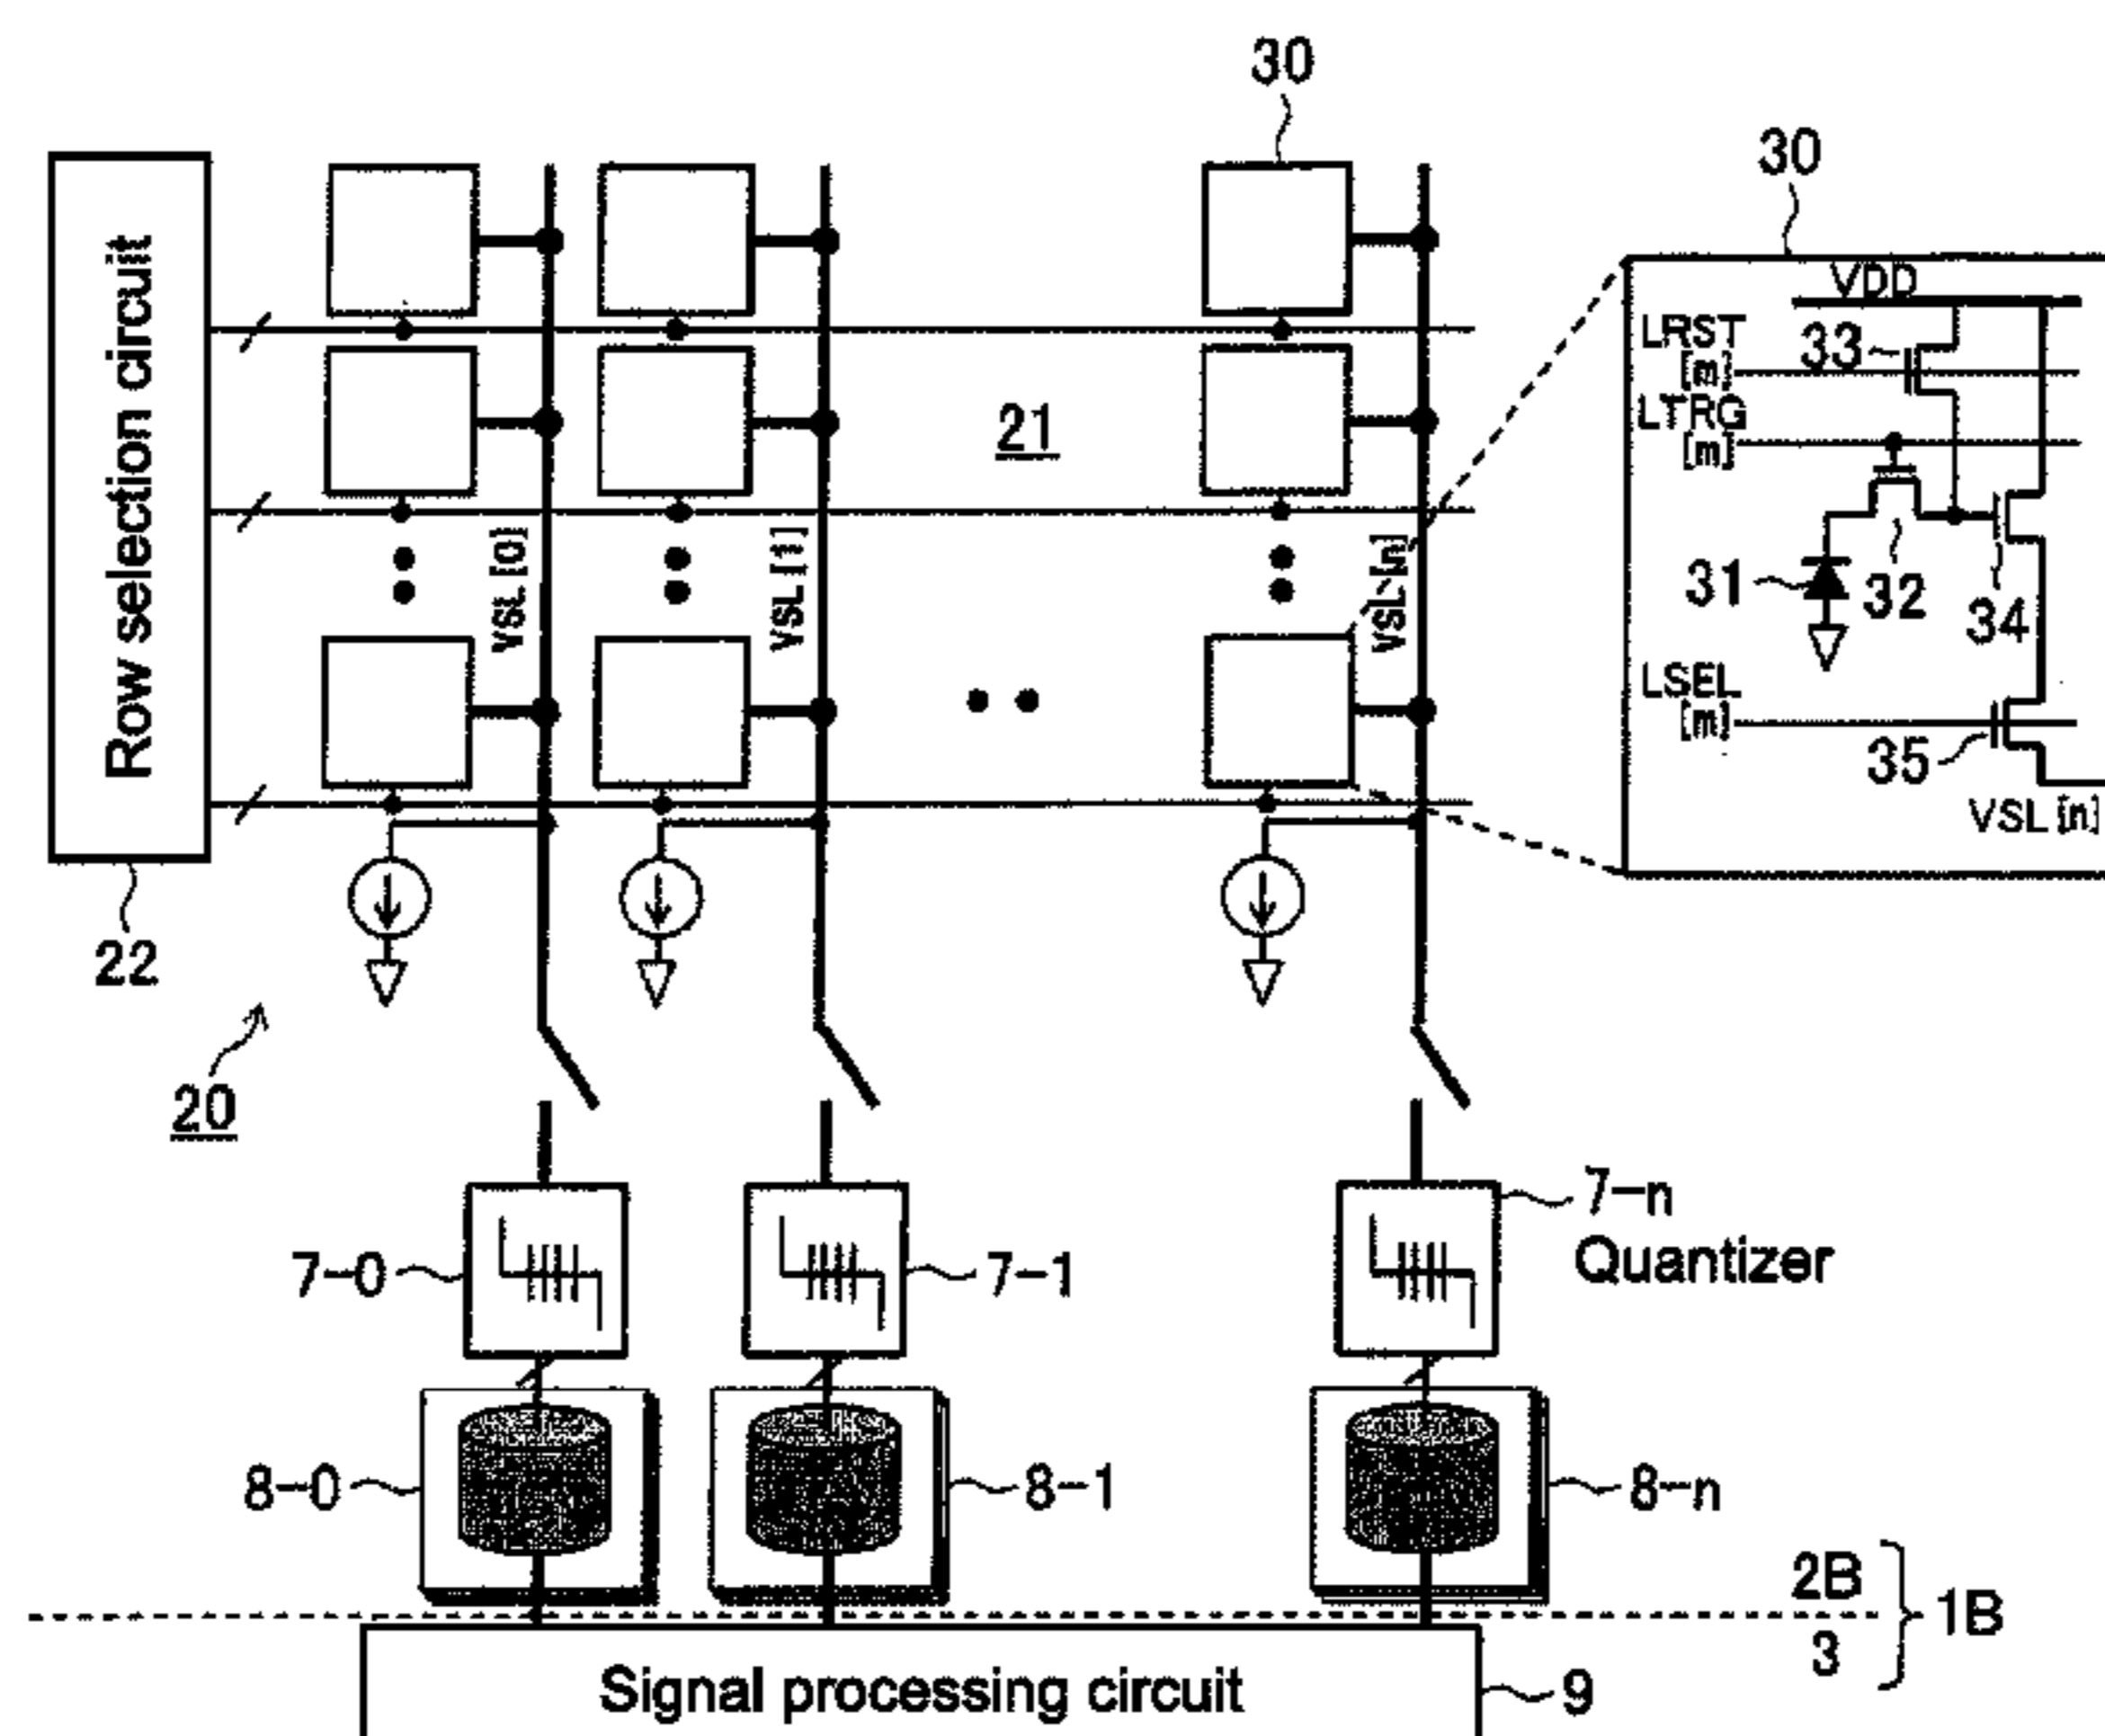 30
30
Row selection circuit
VDD
LRST
[m]
33
LTRG
[m]
21
VSL [0]
VSL [1]
VSL [n]
31
32
34
LSEL
[m]
35
VSL [n]
22
20
7-0
7-1
7-n
Quantizer
8-0
8-1
8-n
2B
1B
3
Signal processing circuit
9